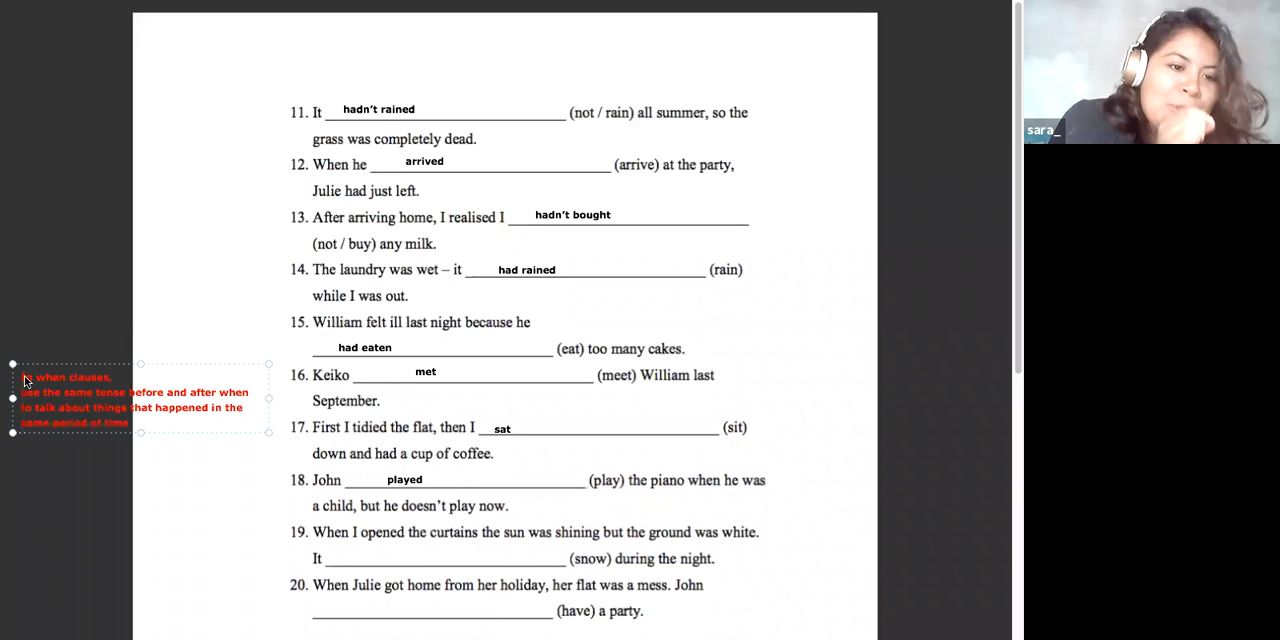 11. It hadn't rained (not / rain) all summer, so the
grass was completely dead.
12. When he arrived (arrive) at the party,
Julie had just left.
13. After arriving home, I realised I hadn't bought
(not / buy) any milk.
14. The laundry was wet – it had rained (rain)
while I was out.
15. William felt ill last night because he
had eaten (eat) too many cakes.
16. Keiko met (meet) William last
September.
17. First I tidied the flat, then I sat (sit)
down and had a cup of coffee.
18. John played (play) the piano when he was
a child, but he doesn't play now.
19. When I opened the curtains the sun was shining but the ground was white.
It (snow) during the night.
20. When Julie got home from her holiday, her flat was a mess. John
(have) a party.
In when clauses,
use the same tense before and after when
to talk about things that happened in the
same period of time
sara_